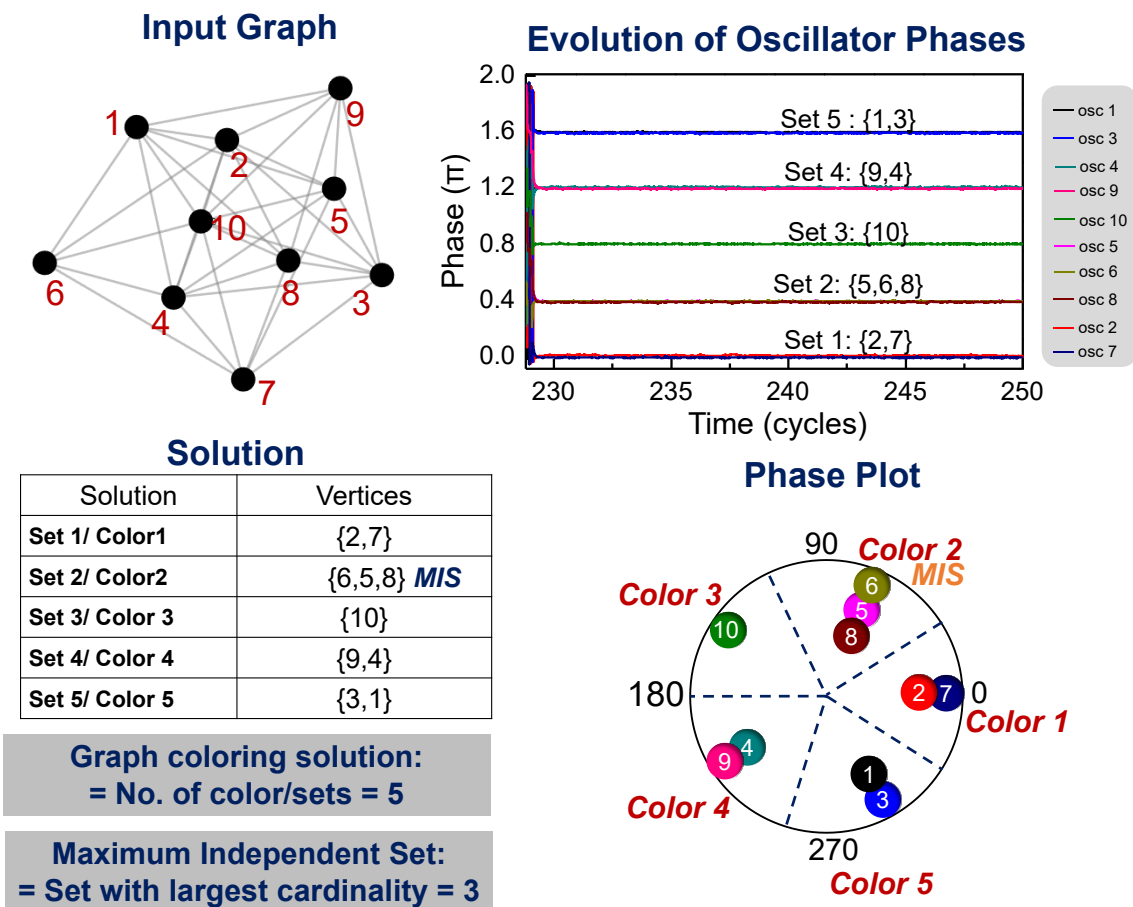 Input Graph
1
9
2
5
10
6
8
3
4
7
Evolution of Oscillator Phases
Phase (π)
2.0
1.6
1.2
0.8
0.4
0.0
Set 5 : {1,3}
Set 4: {9,4}
Set 3: {10}
Set 2: {5,6,8}
Set 1: {2,7}
230 235 240 245 250
Time (cycles)
osc 1
osc 3
osc 4
osc 9
osc 10
osc 5
osc 6
osc 8
osc 2
osc 7
Solution
Solution Vertices
Set 1/ Color1 {2,7}
Set 2/ Color2 {6,5,8} MIS
Set 3/ Color 3 {10}
Set 4/ Color 4 {9,4}
Set 5/ Color 5 {3,1}
Graph coloring solution:
= No. of color/sets = 5
Maximum Independent Set:
= Set with largest cardinality = 3
Phase Plot
90
Color 2
MIS
6
5
8
Color 3
10
180
2
7
0
Color 1
4
9
Color 4
1
3
270
Color 5